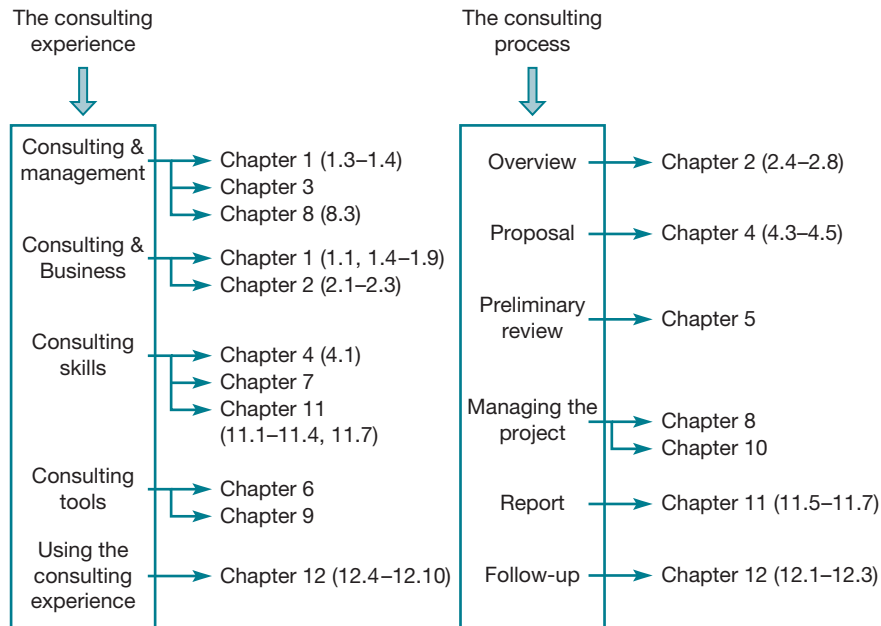 The consulting
experience
Consulting &
management
Chapter 1 (1.3–1.4)
Chapter 3
Chapter 8 (8.3)
Consulting &
Business
Chapter 1 (1.1, 1.4–1.9)
Chapter 2 (2.1–2.3)
Consulting
skills
Chapter 4 (4.1)
Chapter 7
Chapter 11
(11.1–11.4, 11.7)
Consulting
tools
Chapter 6
Chapter 9
Using the
consulting
experience
Chapter 12 (12.4–12.10)
The consulting
process
Overview
Chapter 2 (2.4–2.8)
Proposal
Chapter 4 (4.3–4.5)
Preliminary
review
Chapter 5
Managing the
project
Chapter 8
Chapter 10
Report
Chapter 11 (11.5–11.7)
Follow-up
Chapter 12 (12.1–12.3)